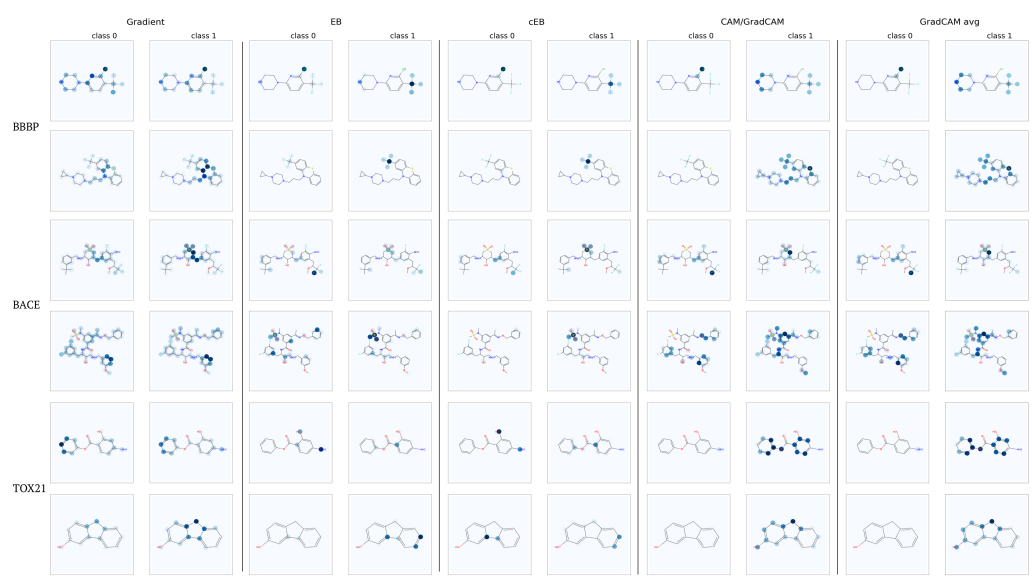 Gradient EB cEB CAM/GradCAM GradCAM avg
class 0 class 1 class 0 class 1 class 0 class 1 class 0 class 1 class 0 class 1
BBBP
BACE
TOX21